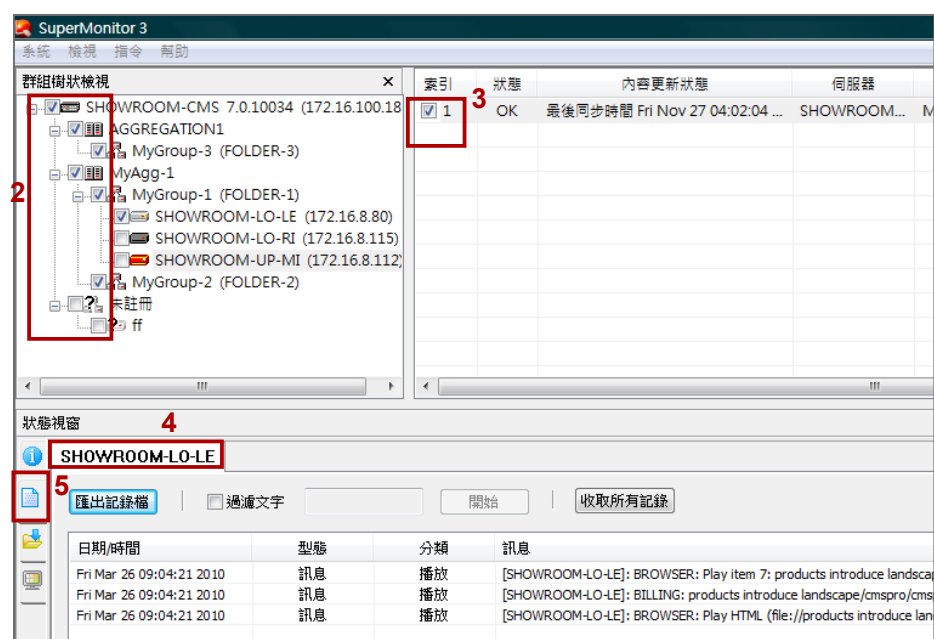 SuperMonitor 3
系統 檢視 指令 幫助
群組樹狀檢視
SHOWROOM-CMS 7.0.10034 (172.16.100.18
AGGREGATION1
MyGroup-3 (FOLDER-3)
MyAgg-1
MyGroup-1 (FOLDER-1)
SHOWROOM-LO-LE (172.16.8.80)
SHOWROOM-LO-RI (172.16.8.115)
SHOWROOM-UP-MI (172.16.8.112)
MyGroup-2 (FOLDER-2)
未註冊
ff
2
索引 狀態 內容更新狀態 伺服器
3
1 OK 最後同步時間 Fri Nov 27 04:02:04 ... SHOWROOM... M
狀態視窗
4
SHOWROOM-LO-LE
5
匯出記錄檔 過濾文字 開始 收取所有記錄
日期/時間 型態 分類 訊息
Fri Mar 26 09:04:21 2010 訊息 播放 [SHOWROOM-LO-LE]: BROWSER: Play item 7: products introduce landsca
Fri Mar 26 09:04:21 2010 訊息 播放 [SHOWROOM-LO-LE]: BILLING: products introduce landscape/cmspro/cms
Fri Mar 26 09:04:21 2010 訊息 播放 [SHOWROOM-LO-LE]: BROWSER: Play HTML (file://products introduce lan